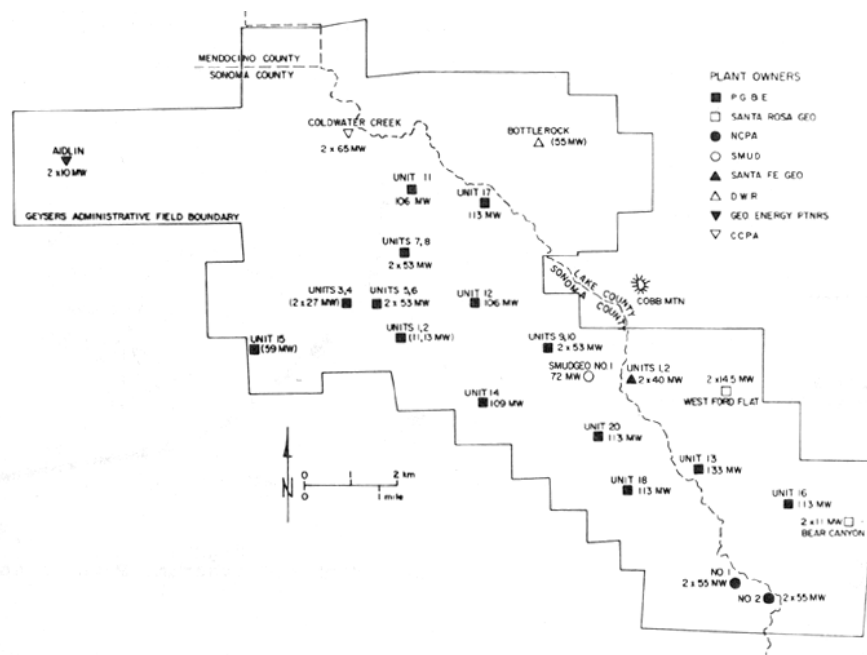 MENDOCINO COUNTY
SONOMA COUNTY
PLANT OWNERS
P G & E
SANTA ROSA GEO
NCPA
SMUD
SANTA FE GEO
D W R
GEO ENERGY PTNRS
CCPA
COLDWATER CREEK
2 x 65 MW
BOTTLEROCK
(55 MW)
AIDLIN
2 x 10 MW
UNIT 11
106 MW
UNIT 17
113 MW
GEYSERS ADMINISTRATIVE FIELD BOUNDARY
UNITS 7, 8
2 x 53 MW
LAKE COUNTY
SONOMA COUNTY
COBB MTN
UNITS 3,4
(2 x 27 MW)
UNITS 5,6
2 x 53 MW
UNIT 12
106 MW
UNITS 1,2
(11,13 MW)
UNIT 15
(59 MW)
UNITS 9,10
2 x 53 MW
SMUDGEO NO.1
72 MW
UNITS 1,2
2 x 40 MW
2 x 14.5 MW
WEST FORD FLAT
UNIT 14
109 MW
UNIT 20
113 MW
UNIT 13
133 MW
UNIT 18
113 MW
UNIT 16
113 MW
2 x 11 MW
BEAR CANYON
N
0 1 2 km
0 1 mile
NO. 1
2 x 55 MW
NO. 2 2 x 55 MW